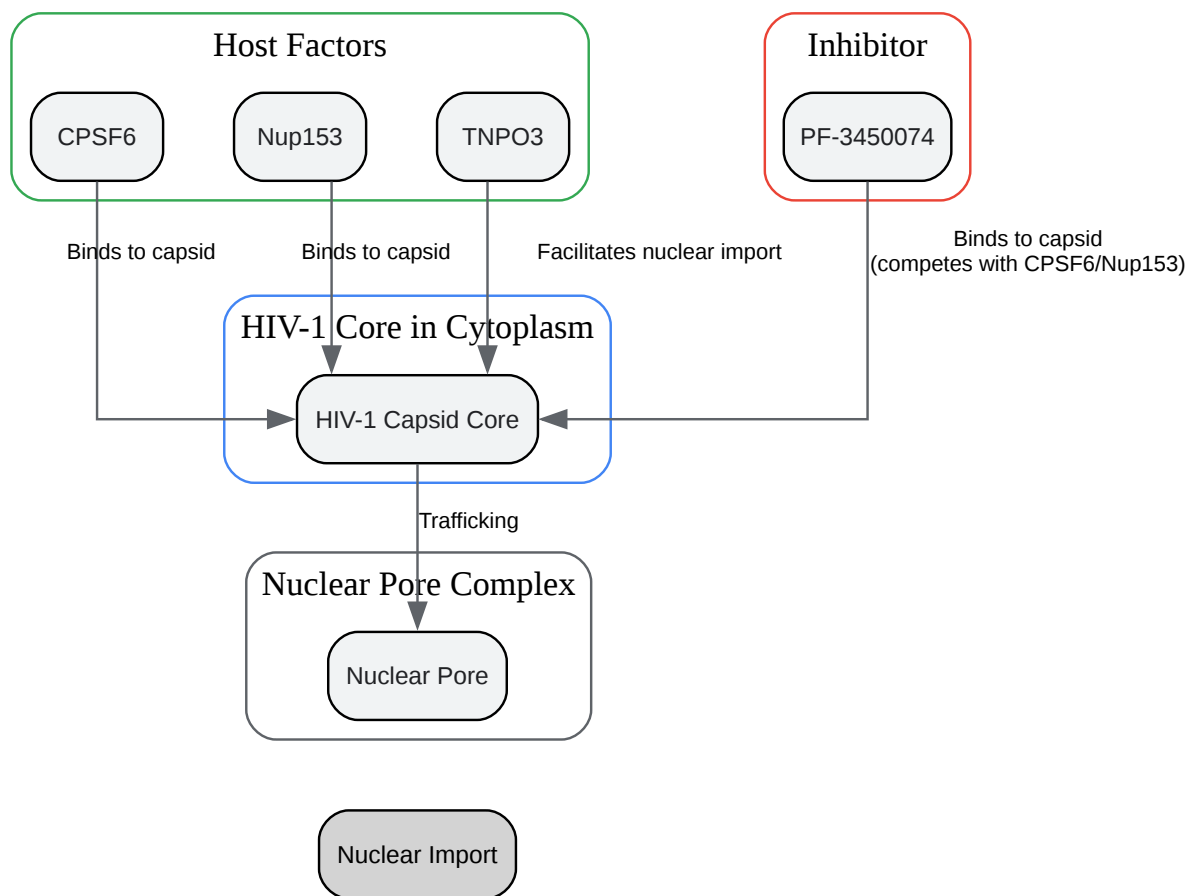 Host Factors
Inhibitor
CPSF6
Nup153
TNPO3
PF-3450074
Binds to capsid
Binds to capsid
Facilitates nuclear import
Binds to capsid
(competes with CPSF6/Nup153)
HIV-1 Core in Cytoplasm
HIV-1 Capsid Core
Trafficking
Nuclear Pore Complex
Nuclear Pore
Nuclear Import